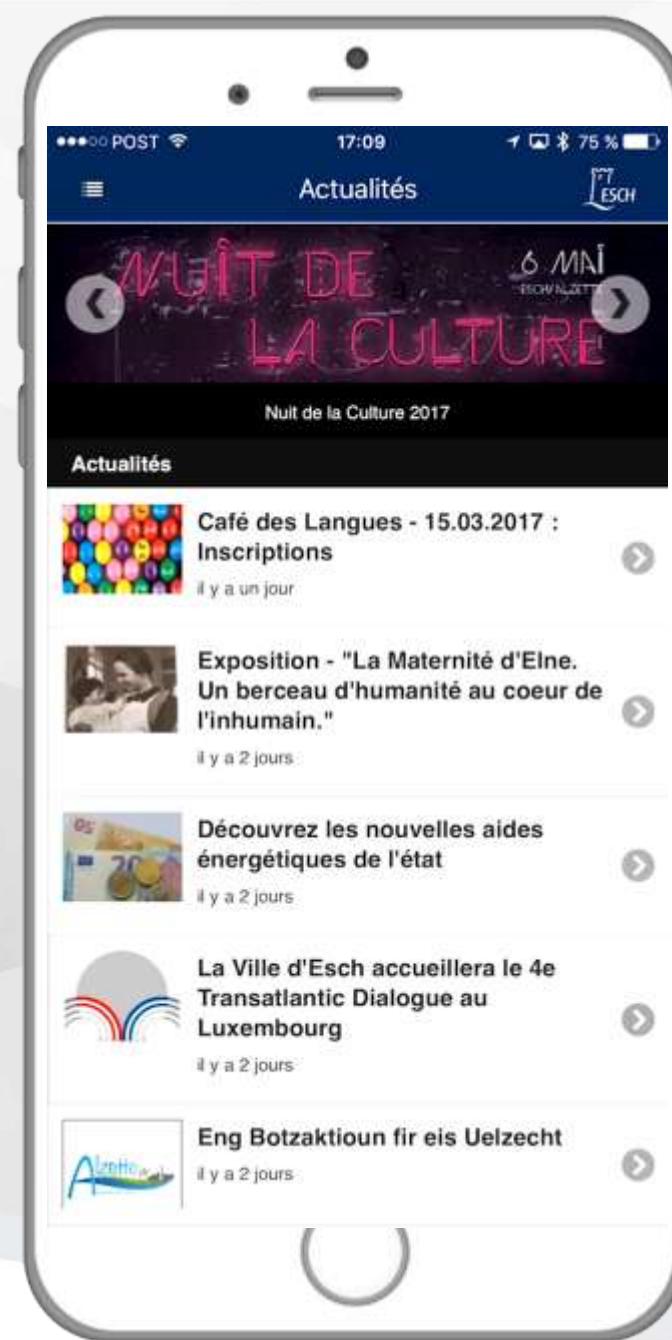 POST 17:09 75 %
Actualités
ESCH
NUIT DE
LA CULTURE
6 MAI
ESCH/ALZETTE
Nuit de la Culture 2017
Actualités
Café des Langues - 15.03.2017 :
Inscriptions
il y a un jour
Exposition - "La Maternité d'Elne.
Un berceau d'humanité au coeur de
l'inhumain."
il y a 2 jours
Découvrez les nouvelles aides
énergétiques de l'état
il y a 2 jours
La Ville d'Esch accueillera le 4e
Transatlantic Dialogue au
Luxembourg
il y a 2 jours
Eng Botzaktioun fir eis Uelzecht
il y a 2 jours
Alzette